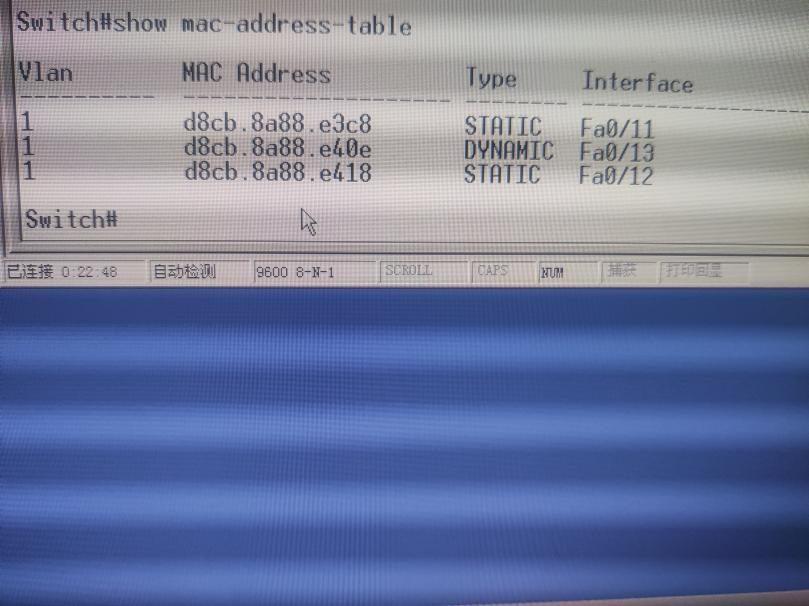 Switch#show mac-address-table
Vlan MAC Address Type Interface
1 d8cb.8a88.e3c8 STATIC Fa0/11
1 d8cb.8a88.e40e DYNAMIC Fa0/13
1 d8cb.8a88.e418 STATIC Fa0/12
Switch#
已连接 0:22:48 自动检测 9600 8-N-1 SCROLL CAPS NUM 捕获 打印回显